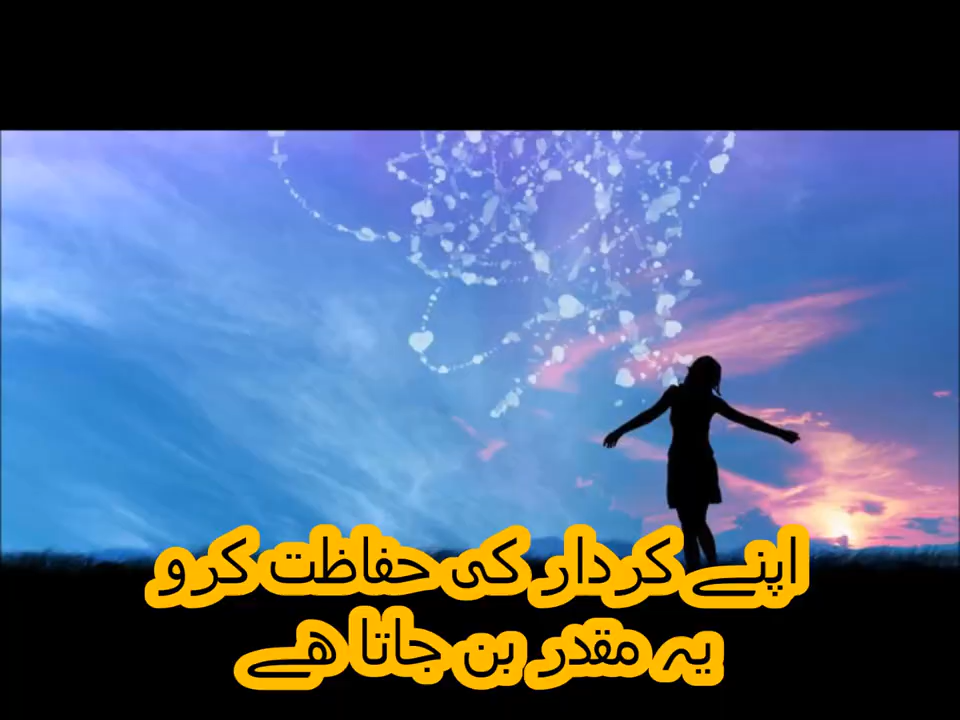 اپنے کردار کی حفاظت کرو
یہ مقدر بن جاتا ھے